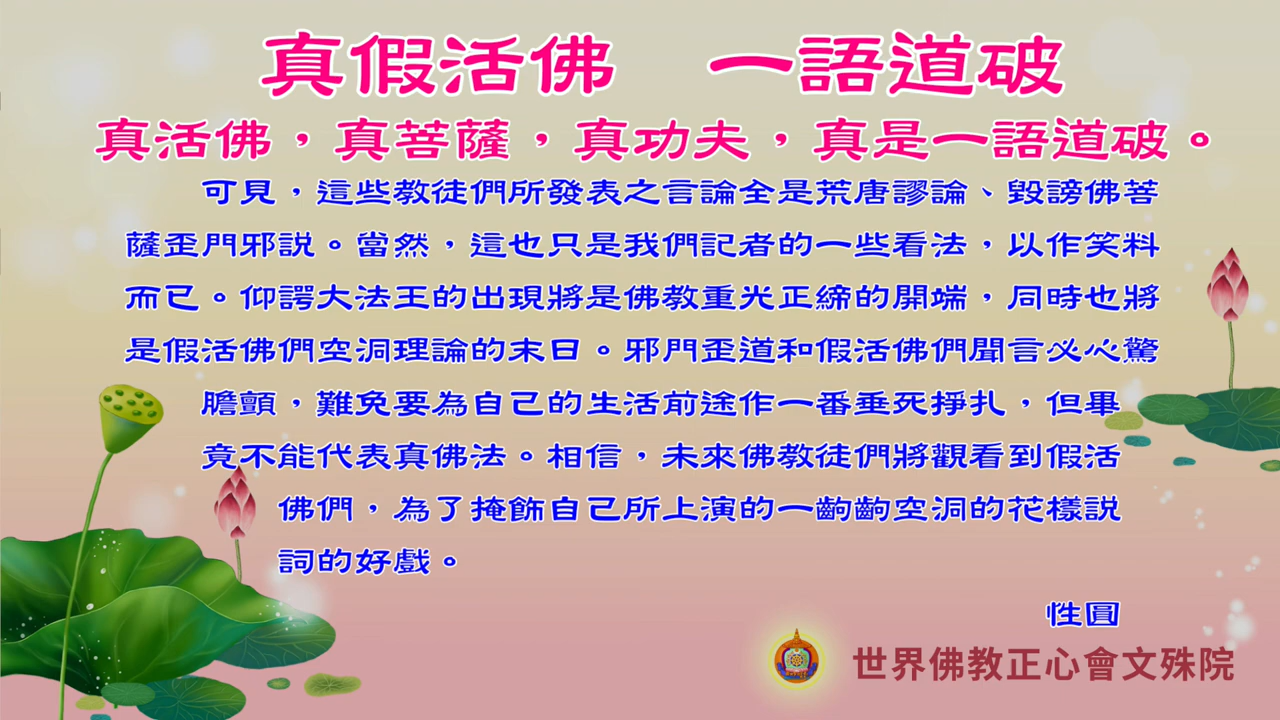 真假活佛　一語道破
真活佛，真菩薩，真功夫，真是一語道破。
可見，這些教徒們所發表之言論全是荒唐謬論、毀謗佛菩
薩歪門邪說。當然，這也只是我們記者的一些看法，以作笑料
而已。仰諤大法王的出現將是佛教重光正締的開端，同時也將
是假活佛們空洞理論的末日。邪門歪道和假活佛們聞言必心驚
膽顫，難免要為自己的生活前途作一番垂死掙扎，但畢
竟不能代表真佛法。相信，未來佛教徒們將觀看到假活
佛們，為了掩飾自己所上演的一齣齣空洞的花樣説
詞的好戲。
性圓
世界佛教正心會文殊院